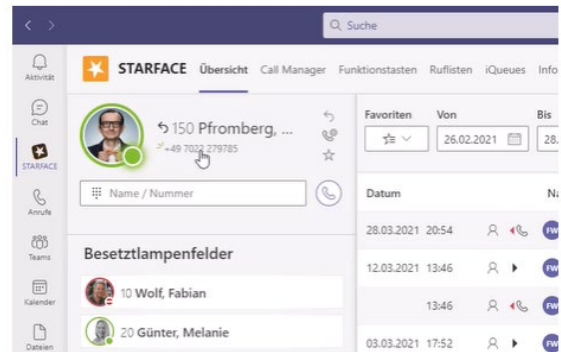 Suche
Aktivität
Chat
STARFACE
Anrufe
Teams
Kalender
Dateien
STARFACE Übersicht Call Manager Funktionstasten Ruflisten iQueues Info
150 Pfromberg, ...
+49 7022 279785
Name / Nummer
Besetztlampenfelder
10 Wolf, Fabian
20 Günter, Melanie
Favoriten Von Bis
26.02.2021 28.
Datum Na
28.03.2021 20:54 FW
12.03.2021 13:46 FW
13:46 FW
03.03.2021 17:52 FW